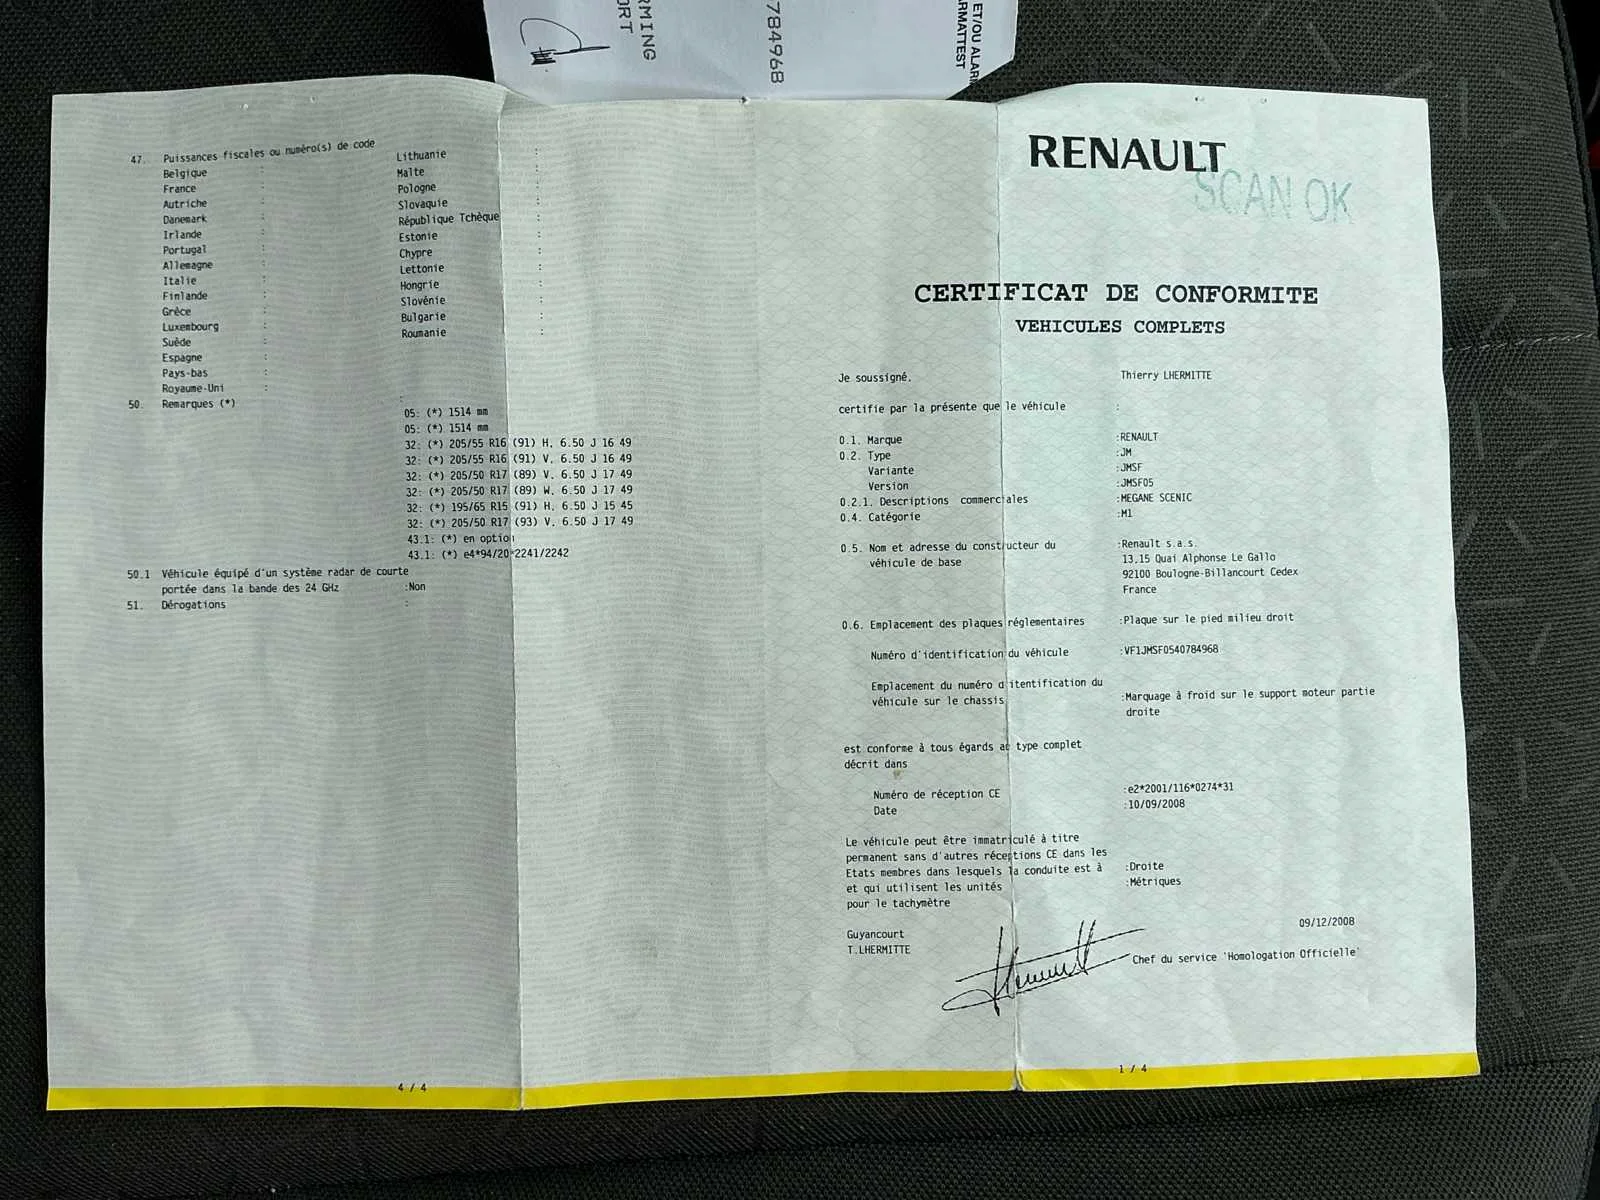 RMING
ORT
784968
ET/OU ALAR
RMATTEST
47. Puissances fiscales ou numéro(s) de code
Belgique :
France :
Autriche :
Danemark :
Irlande :
Portugal :
Allemagne :
Italie :
Finlande :
Grèce :
Luxembourg :
Suède :
Espagne :
Pays-bas :
Royaume-Uni :
Lithuanie :
Malte :
Pologne :
Slovaquie :
République Tchèque :
Estonie :
Chypre :
Lettonie :
Hongrie :
Slovénie :
Bulgarie :
Roumanie :
50. Remarques (*) :
05: (*) 1514 mm
05: (*) 1514 mm
32: (*) 205/55 R16 (91) H, 6.50 J 16 49
32: (*) 205/55 R16 (91) V, 6.50 J 16 49
32: (*) 205/50 R17 (89) V, 6.50 J 17 49
32: (*) 205/50 R17 (89) W, 6.50 J 17 49
32: (*) 195/65 R15 (91) H, 6.50 J 15 45
32: (*) 205/50 R17 (93) V, 6.50 J 17 49
43.1: (*) en option
43.1: (*) e4*94/20*2241/2242
50.1 Véhicule équipé d'un système radar de courte
portée dans la bande des 24 GHz :Non
51. Dérogations :
4 / 4
RENAULT
SCAN OK
CERTIFICAT DE CONFORMITE
VEHICULES COMPLETS
Je soussigné, Thierry LHERMITTE
certifie par la présente que le véhicule :
0.1. Marque :RENAULT
0.2. Type :JM
Variante :JMSF
Version :JMSF05
0.2.1. Descriptions commerciales :MEGANE SCENIC
0.4. Catégorie :M1
0.5. Nom et adresse du constructeur du :Renault s.a.s.
véhicule de base 13,15 Quai Alphonse Le Gallo
92100 Boulogne-Billancourt Cedex
France
0.6. Emplacement des plaques réglementaires :Plaque sur le pied milieu droit
Numéro d'identification du véhicule :VF1JMSF0540784968
Emplacement du numéro d'itentification du
véhicule sur le chassis :Marquage à froid sur le support moteur partie
droite
est conforme à tous égards au type complet
décrit dans
Numéro de réception CE :e2*2001/116*0274*31
Date :10/09/2008
Le véhicule peut être immatriculé à titre
permanent sans d'autres réceptions CE dans les
Etats membres dans lesquels la conduite est à :Droite
et qui utilisent les unités :Métriques
pour le tachymètre
09/12/2008
Guyancourt
T.LHERMITTE
Chef du service 'Homologation Officielle'
1 / 4